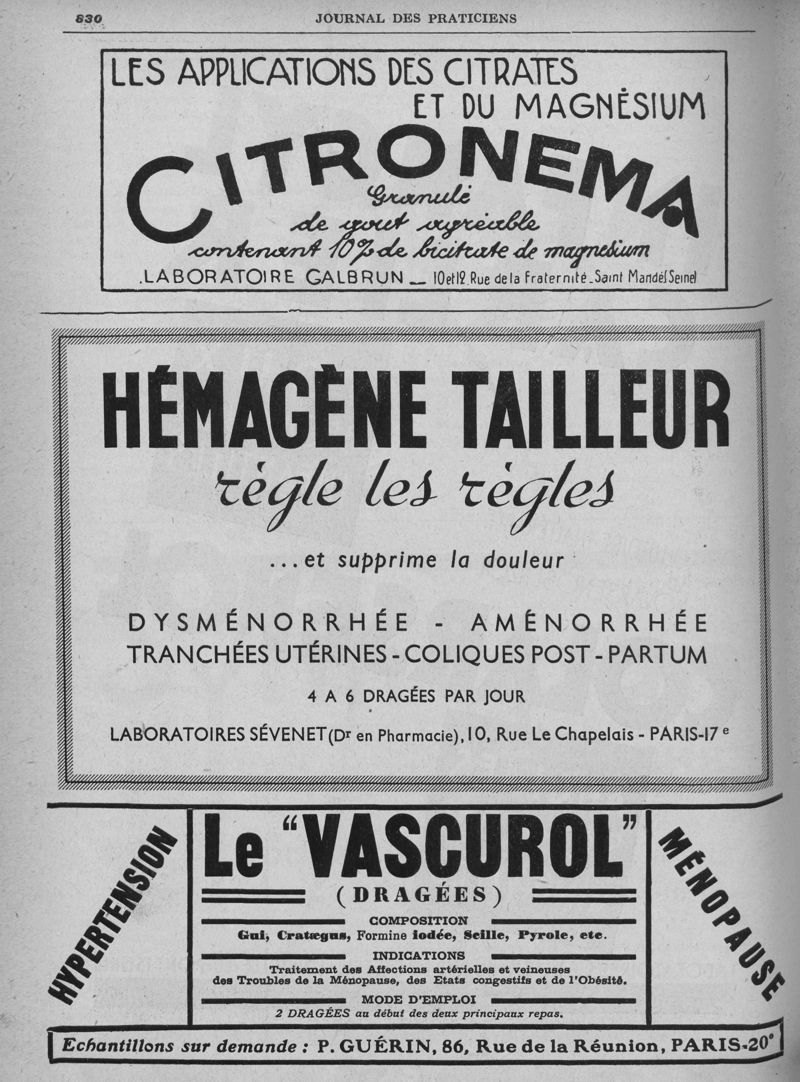 830
JOURNAL DES PRATICIENS
LES APPLICATIONS DES CITRATES
ET DU MAGNÉSIUM
CITRONEMA
Granulé
de gout agréable
contenant 10% de bicitrate de magnesium
LABORATOIRE GALBRUN _ 10 et 12 Rue de la Fraternité_Saint Mandé(Seine)
HÉMAGÈNE TAILLEUR
règle les règles
...et supprime la douleur
DYSMÉNORRHÉE - AMÉNORRHÉE
TRANCHÉES UTÉRINES - COLIQUES POST - PARTUM
4 A 6 DRAGÉES PAR JOUR
LABORATOIRES SÉVENET (Dr en Pharmacie), 10, Rue Le Chapelais - PARIS-17e
HYPERTENSION
Le "VASCUROL"
(DRAGÉES)
COMPOSITION
Gui, Cratægus, Formine iodée, Scille, Pyrole, etc.
INDICATIONS
Traitement des Affections artérielles et veineuses
des Troubles de la Ménopause, des Etats congestifs et de l'Obésité.
MODE D'EMPLOI
2 DRAGÉES au début des deux principaux repas.
MÉNOPAUSE
Echantillons sur demande : P. GUÉRIN, 86, Rue de la Réunion, PARIS-20e